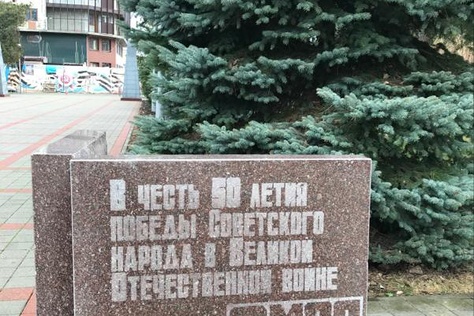 В честь 50 летия
победы Советского
народа в Великой
Отечественной войне